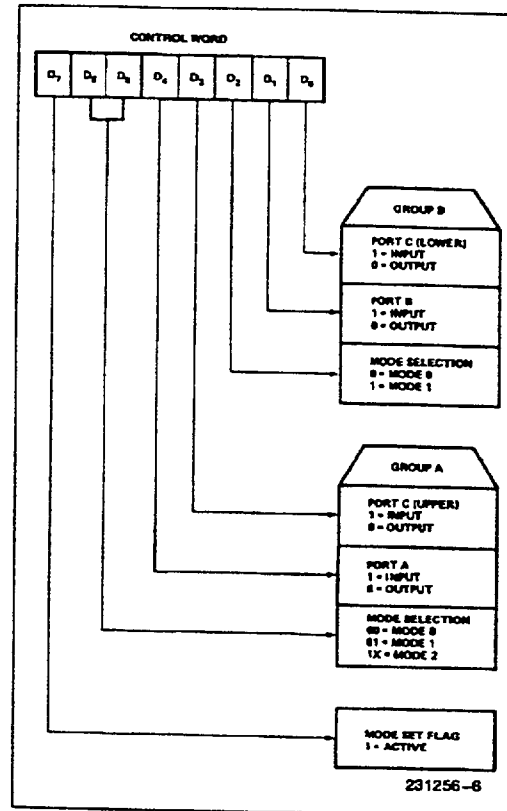 CONTROL WORD
D7 D6 D5 D4 D3 D2 D1 D0
GROUP B
PORT C (LOWER)
1 = INPUT
0 = OUTPUT
PORT B
1 = INPUT
0 = OUTPUT
MODE SELECTION
0 = MODE 0
1 = MODE 1
GROUP A
PORT C (UPPER)
1 = INPUT
0 = OUTPUT
PORT A
1 = INPUT
0 = OUTPUT
MODE SELECTION
00 = MODE 0
01 = MODE 1
1X = MODE 2
MODE SET FLAG
1 = ACTIVE
231256-6